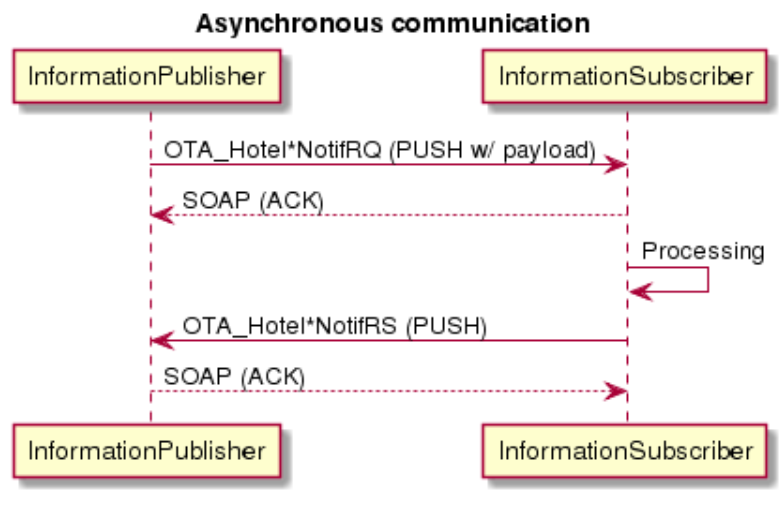 Asynchronous communication
InformationPublisher InformationSubscriber
OTA_Hotel*NotifRQ (PUSH w/ payload)
SOAP (ACK)
Processing
OTA_Hotel*NotifRS (PUSH)
SOAP (ACK)
InformationPublisher InformationSubscriber